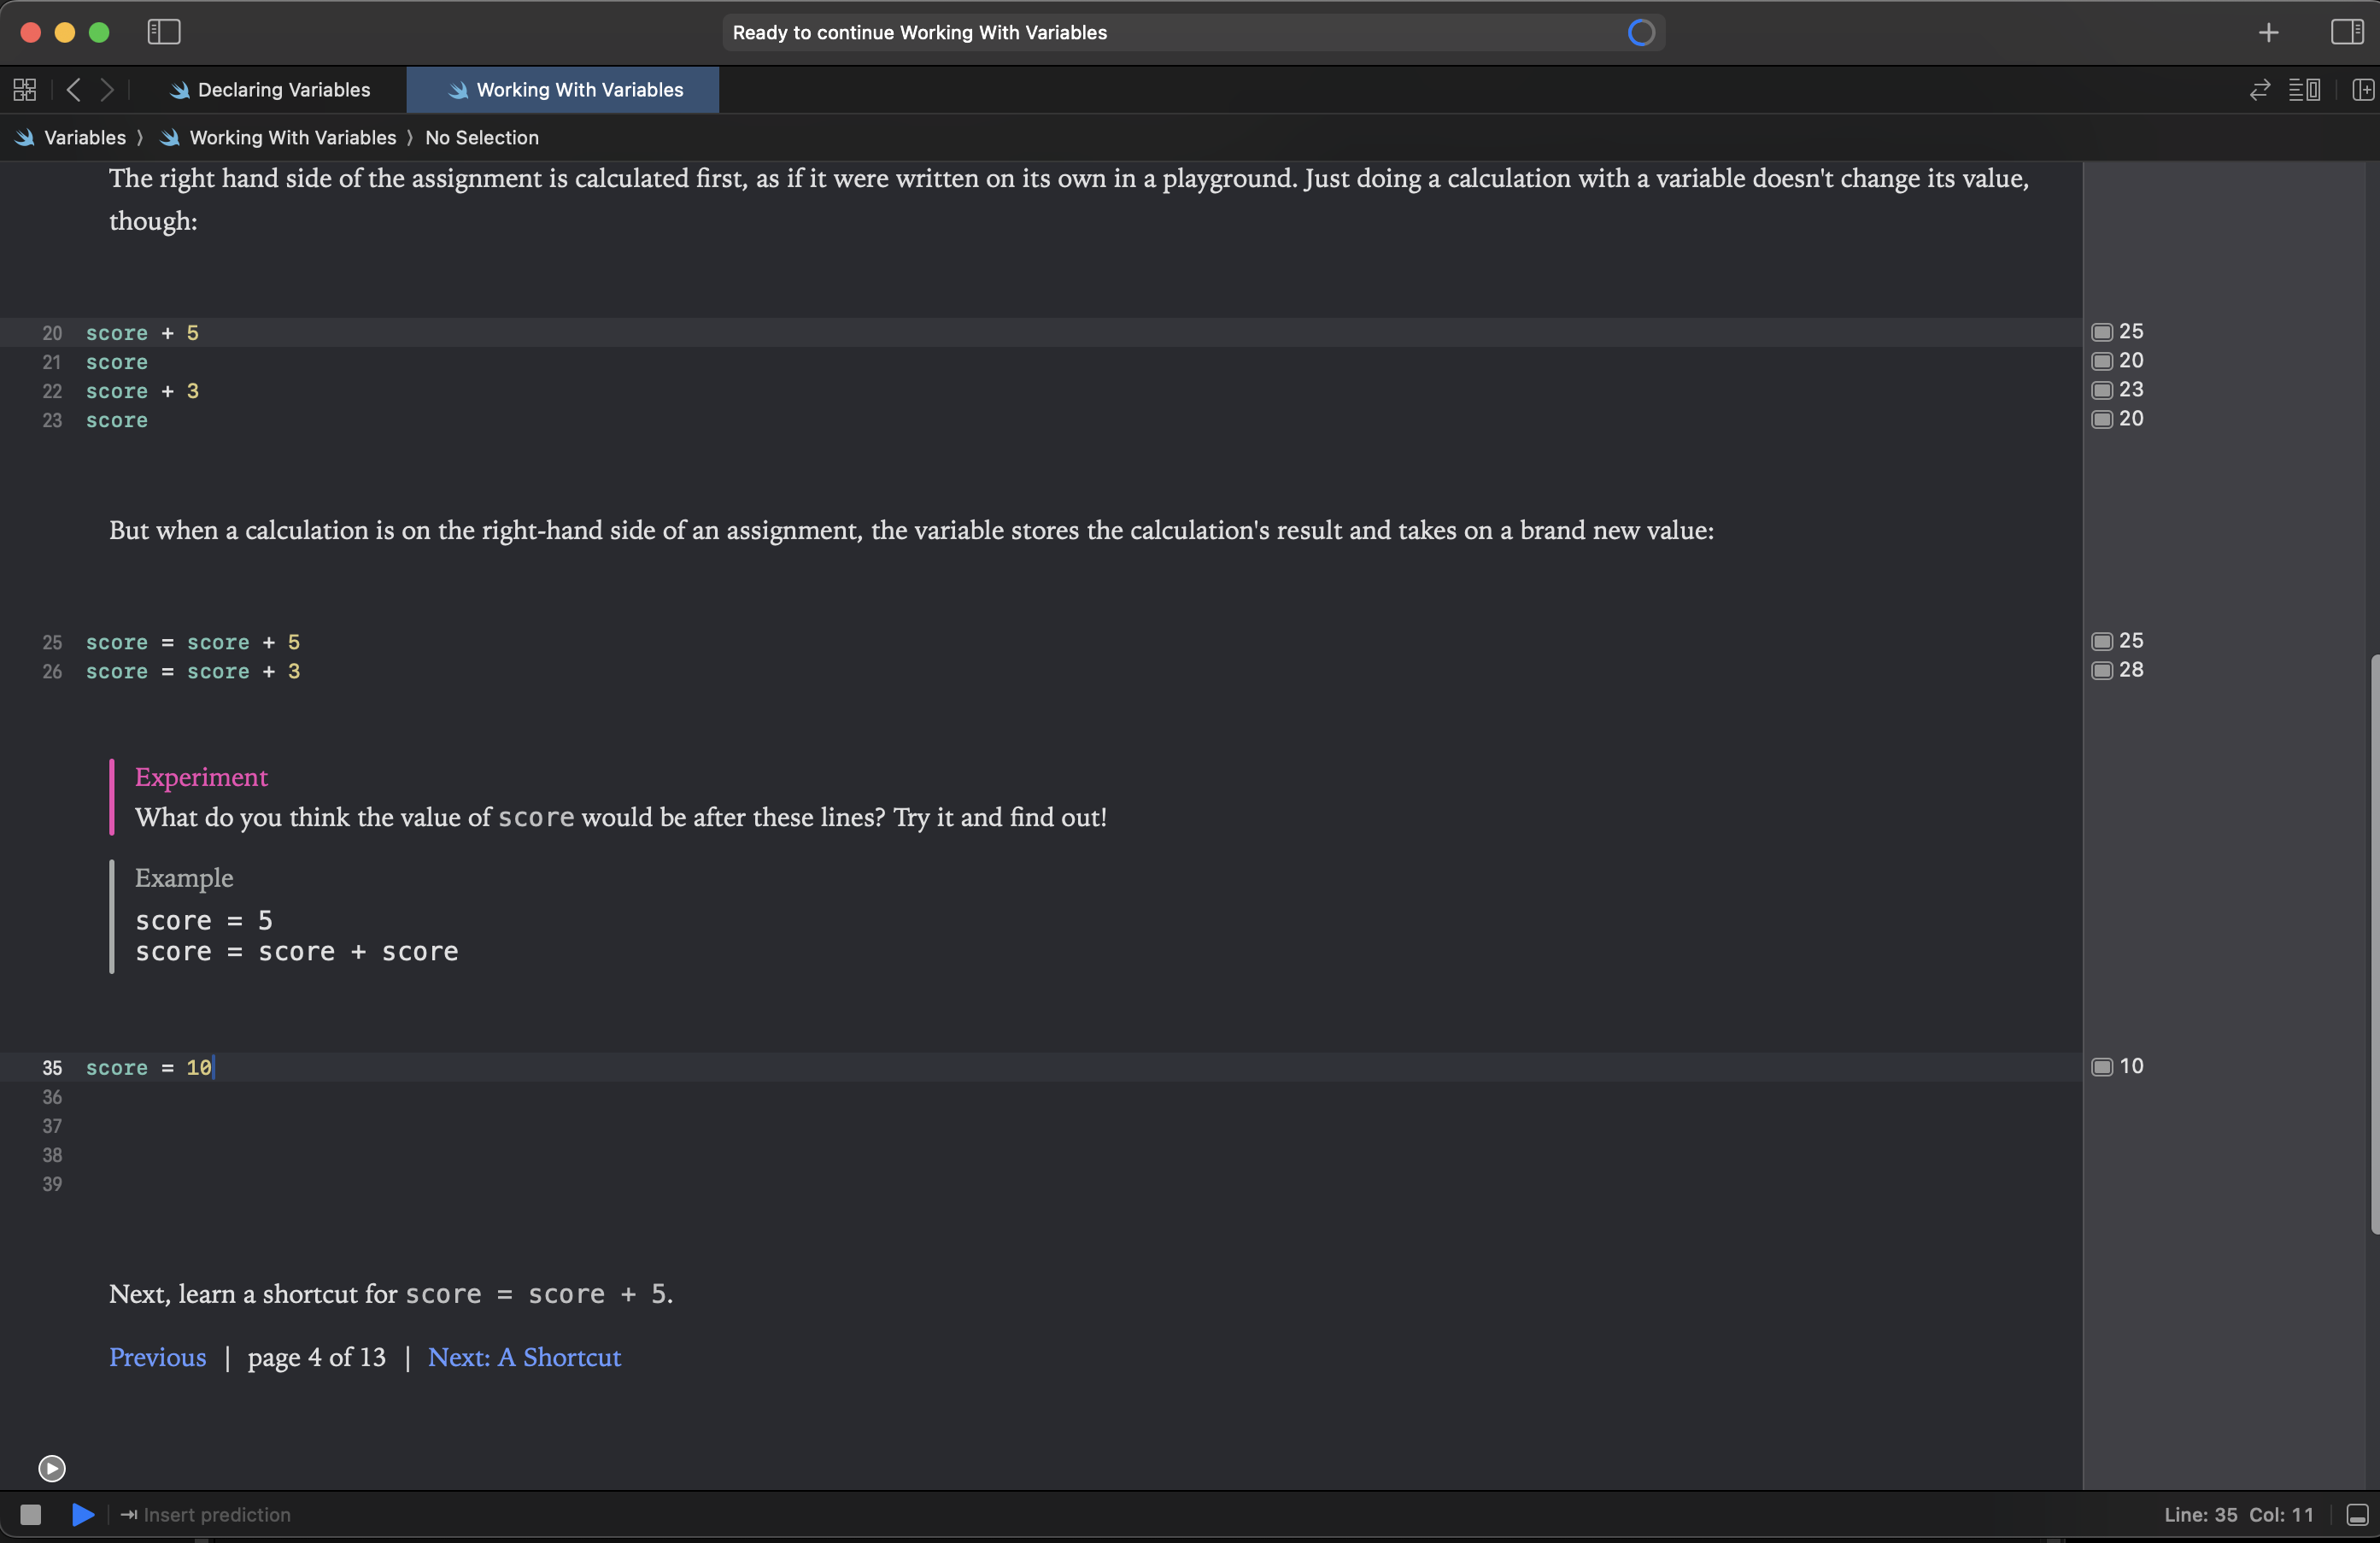 Ready to continue Working With Variables
Declaring Variables
Working With Variables
Variables 〉 Working With Variables 〉 No Selection
The right hand side of the assignment is calculated first, as if it were written on its own in a playground. Just doing a calculation with a variable doesn't change its value,
though:
20 score + 5 25
21 score 20
22 score + 3 23
23 score 20
But when a calculation is on the right-hand side of an assignment, the variable stores the calculation's result and takes on a brand new value:
25 score = score + 5 25
26 score = score + 3 28
Experiment
What do you think the value of score would be after these lines? Try it and find out!
Example
score = 5
score = score + score
35 score = 10 10
36
37
38
39
Next, learn a shortcut for score = score + 5.
Previous | page 4 of 13 | Next: A Shortcut
Insert prediction
Line: 35 Col: 11